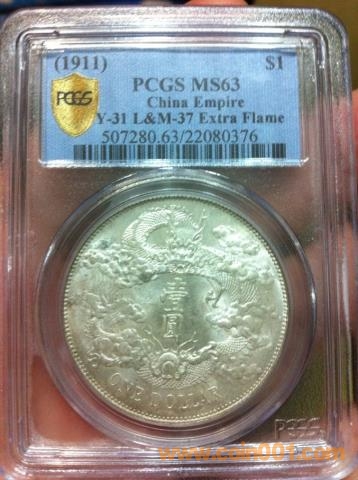 (1911) $1
PCGS MS63
China Empire
Y-31 L&M-37 Extra Flame
507280.63/22080376
PCGS
壹
圓
ONE DOLLAR
PCGS
www.coin001.com